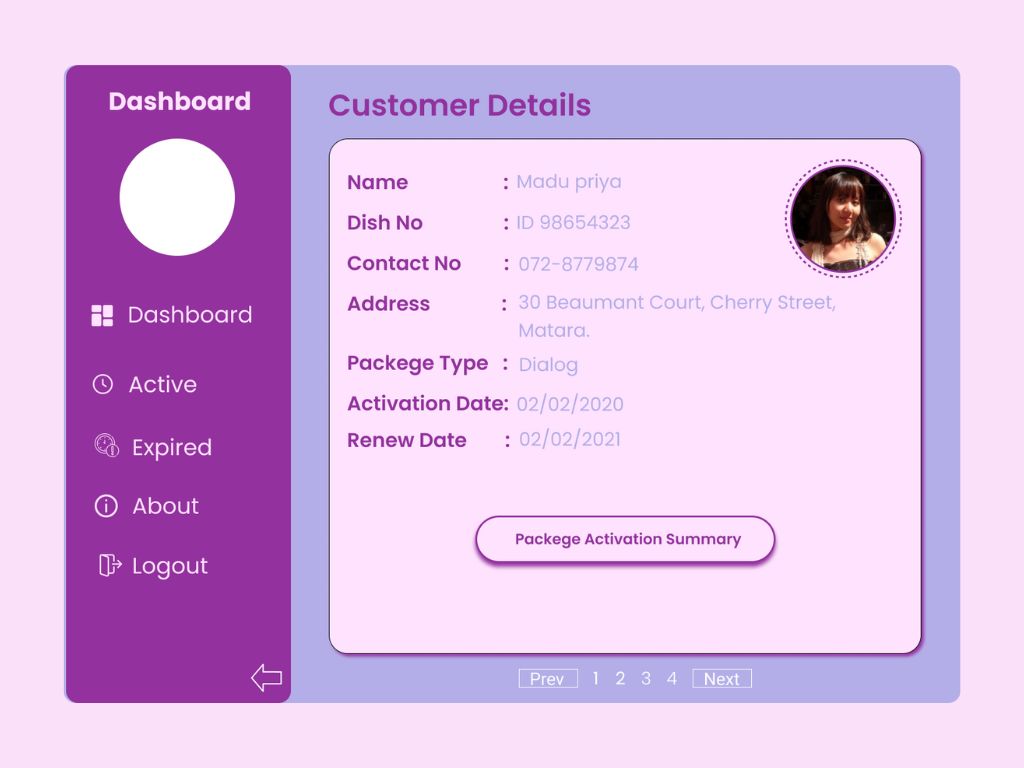 Dashboard
Dashboard
Active
Expired
About
Logout
Customer Details
Name : Madu priya
Dish No : ID 98654323
Contact No : 072-8779874
Address : 30 Beaumant Court, Cherry Street,
Matara.
Packege Type : Dialog
Activation Date: 02/02/2020
Renew Date : 02/02/2021
Packege Activation Summary
Prev 1 2 3 4 Next